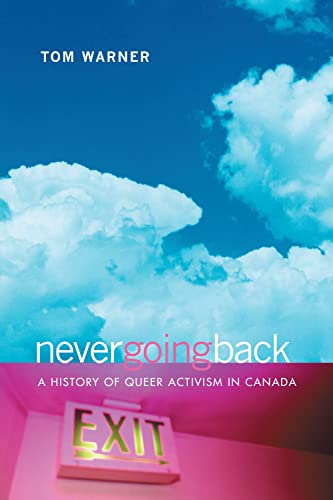 TOM WARNER
nevergoingback
A HISTORY OF QUEER ACTIVISM IN CANADA
EXIT